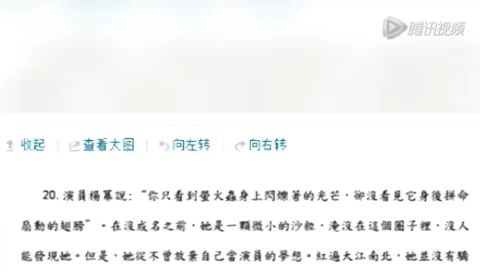 腾讯视频
收起 查看大图 向左转 向右转
20. 演員楊冪說：“你只看到螢火蟲身上閃爍著的光芒，卻沒看見它身後拼命
扇動的翅膀”。在沒成名之前，她是一顆微小的沙粒，淹沒在這個圈子裡，沒人
能發現她。但是，她從不曾放棄自己當演員的夢想。紅遍大江南北，她並沒有驕